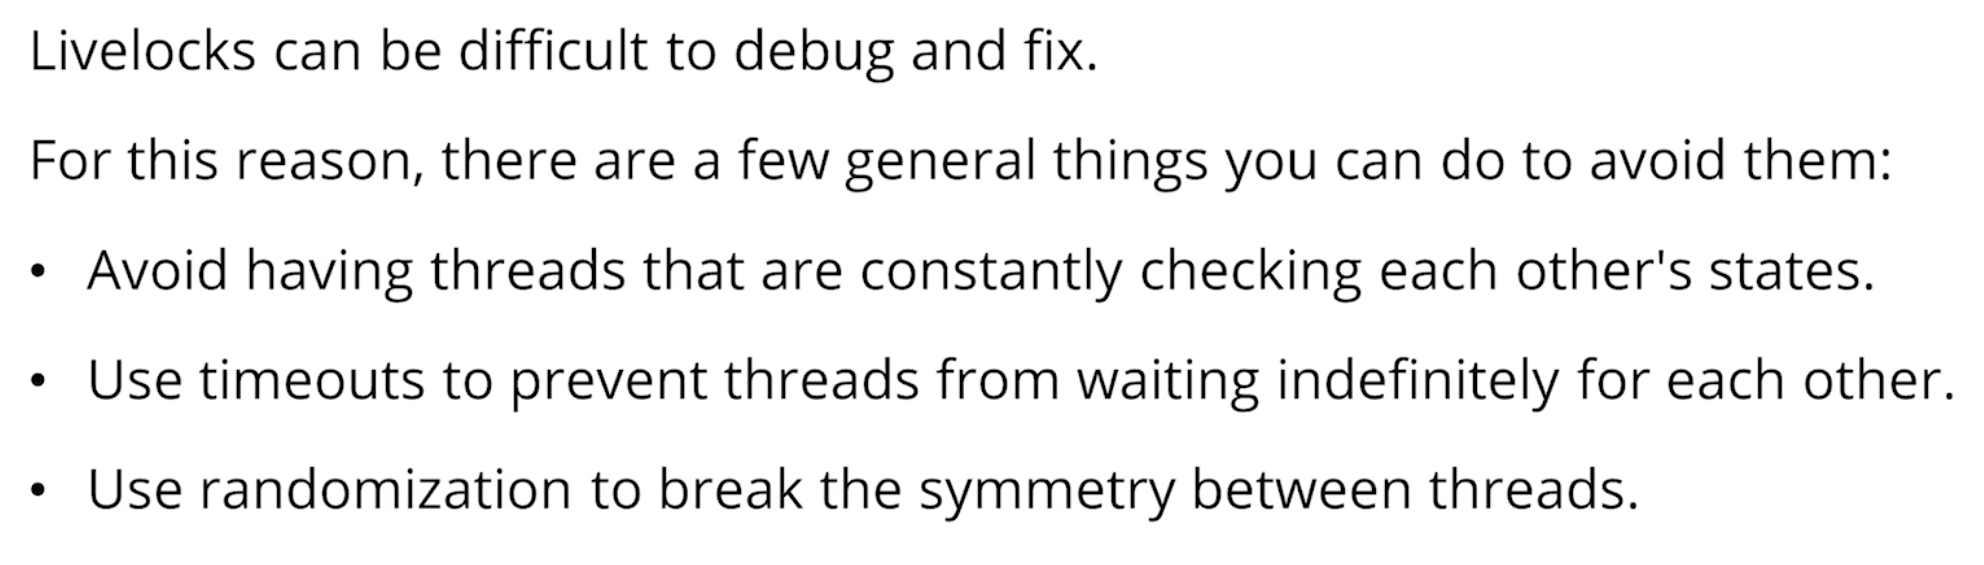 Livelocks can be difficult to debug and fix.
For this reason, there are a few general things you can do to avoid them:
• Avoid having threads that are constantly checking each other's states.
• Use timeouts to prevent threads from waiting indefinitely for each other.
• Use randomization to break the symmetry between threads.